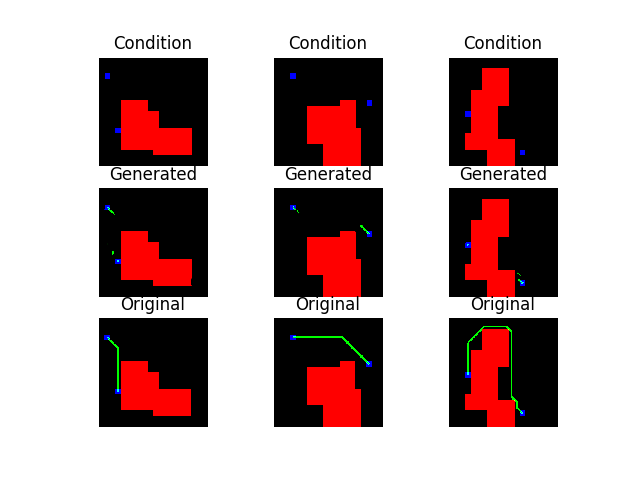 Condition Condition Condition
Generated Generated Generated
Original Original Original